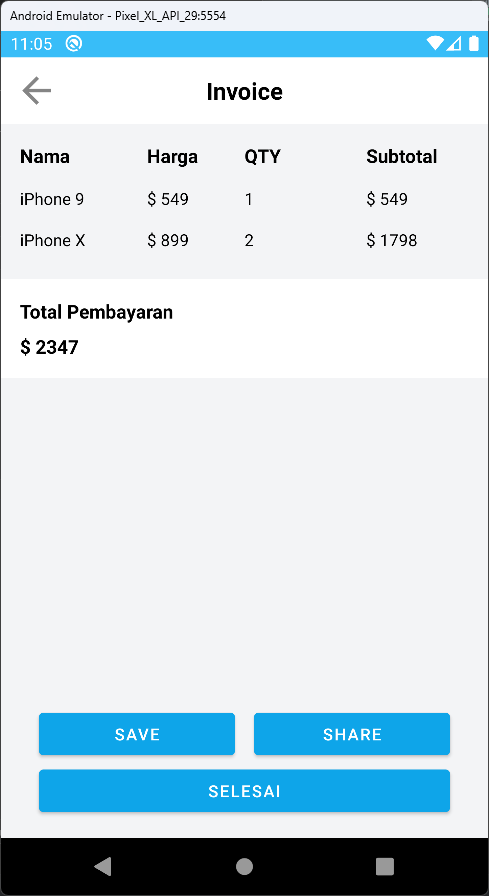 Android Emulator - Pixel_XL_API_29:5554
11:05
Invoice
Nama Harga QTY Subtotal
iPhone 9 $ 549 1 $ 549
iPhone X $ 899 2 $ 1798
Total Pembayaran
$ 2347
SAVE SHARE
SELESAI